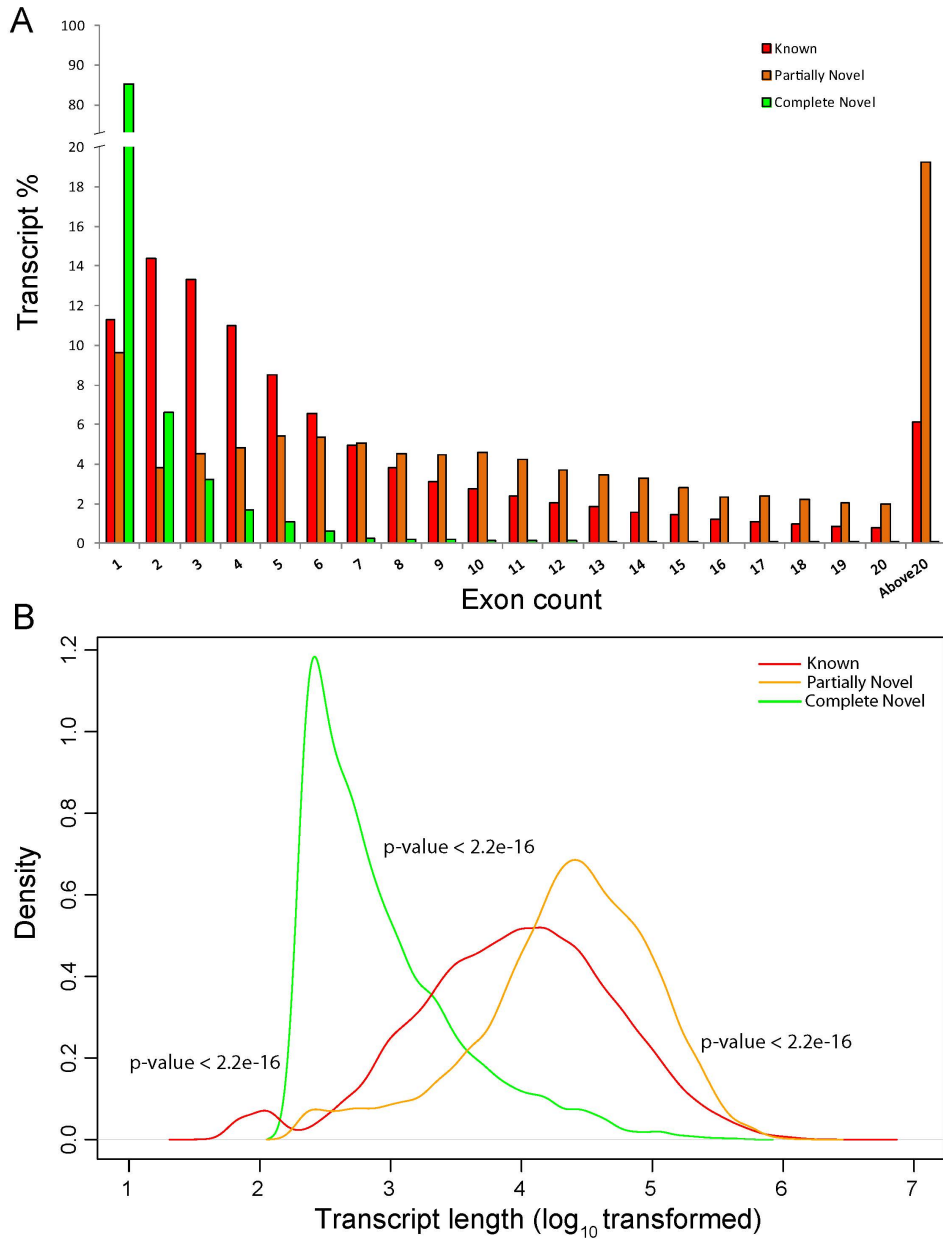 A
100
90
80
20
18
16
14
12
10
8
6
4
2
0
Transcript %
Known
Partially Novel
Complete Novel
1 2 3 4 5 6 7 8 9 10 11 12 13 14 15 16 17 18 19 20 Above20
Exon count
B
1.2
1.0
0.8
0.6
0.4
0.2
0.0
Density
Known
Partially Novel
Complete Novel
p-value < 2.2e-16
p-value < 2.2e-16
p-value < 2.2e-16
1 2 3 4 5 6 7
Transcript length (log10 transformed)